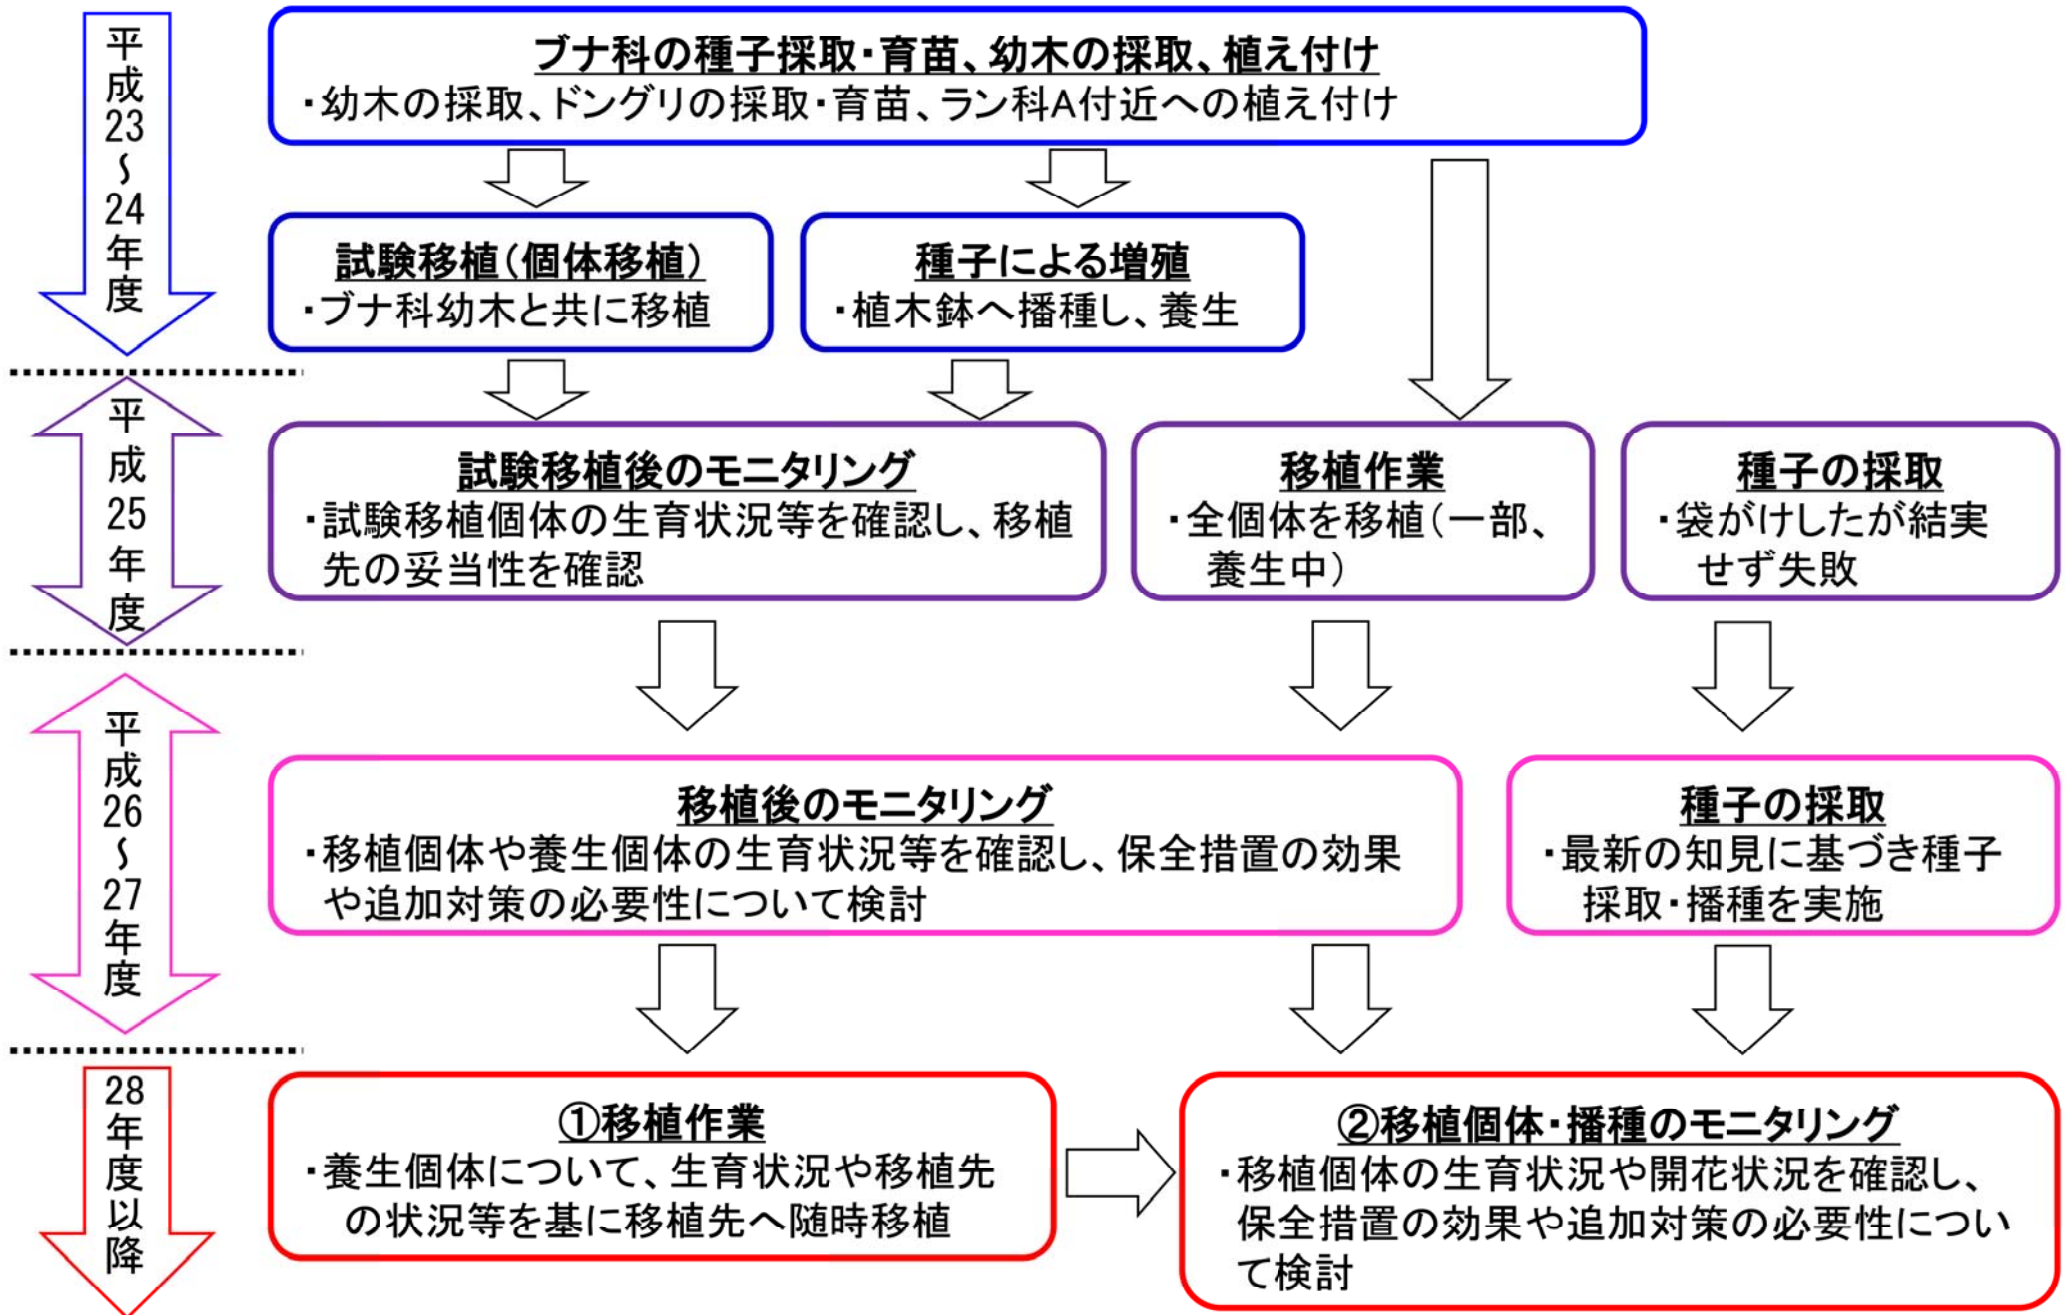 平成23～24年度
ブナ科の種子採取・育苗、幼木の採取、植え付け
・幼木の採取、ドングリの採取・育苗、ラン科A付近への植え付け
試験移植（個体移植）
・ブナ科幼木と共に移植
種子による増殖
・植木鉢へ播種し、養生
平成25年度
試験移植後のモニタリング
・試験移植個体の生育状況等を確認し、移植
先の妥当性を確認
移植作業
・全個体を移植（一部、
養生中）
種子の採取
・袋がけしたが結実
せず失敗
平成26～27年度
移植後のモニタリング
・移植個体や養生個体の生育状況等を確認し、保全措置の効果
や追加対策の必要性について検討
種子の採取
・最新の知見に基づき種子
採取・播種を実施
28年度以降
①移植作業
・養生個体について、生育状況や移植先
の状況等を基に移植先へ随時移植
②移植個体・播種のモニタリング
・移植個体の生育状況や開花状況を確認し、
保全措置の効果や追加対策の必要性につい
て検討